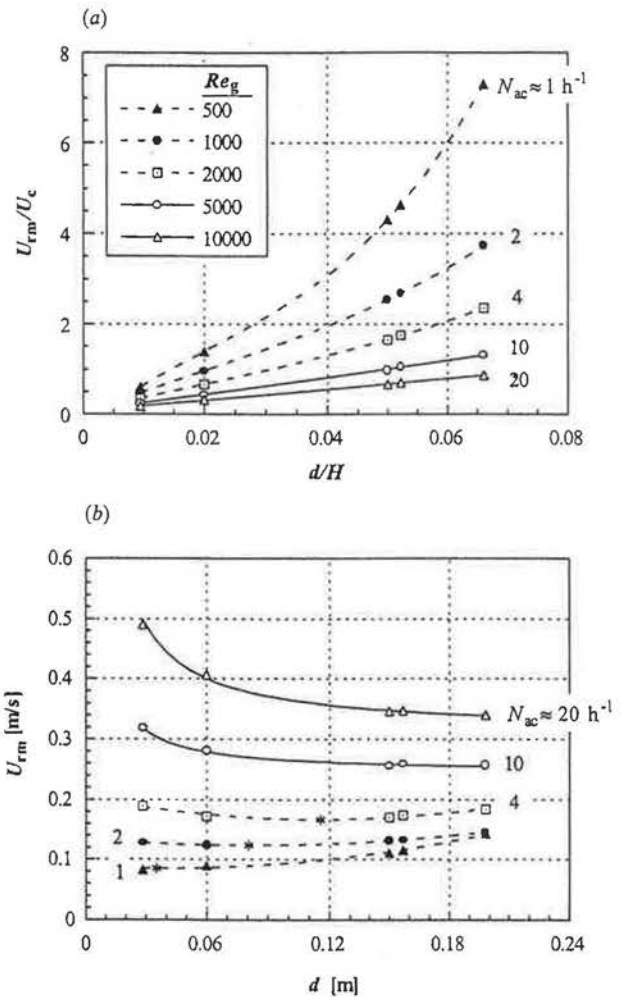 (a)
8
6
4
2
0
U_rm/U_c
Re_g
500
1000
2000
5000
10000
N_ac ≈ 1 h⁻¹
2
4
10
20
0 0.02 0.04 0.06 0.08
d/H
(b)
0.6
0.5
0.4
0.3
0.2
0.1
0
U_rm [m/s]
N_ac ≈ 20 h⁻¹
10
4
2
1
0 0.06 0.12 0.18 0.24
d [m]